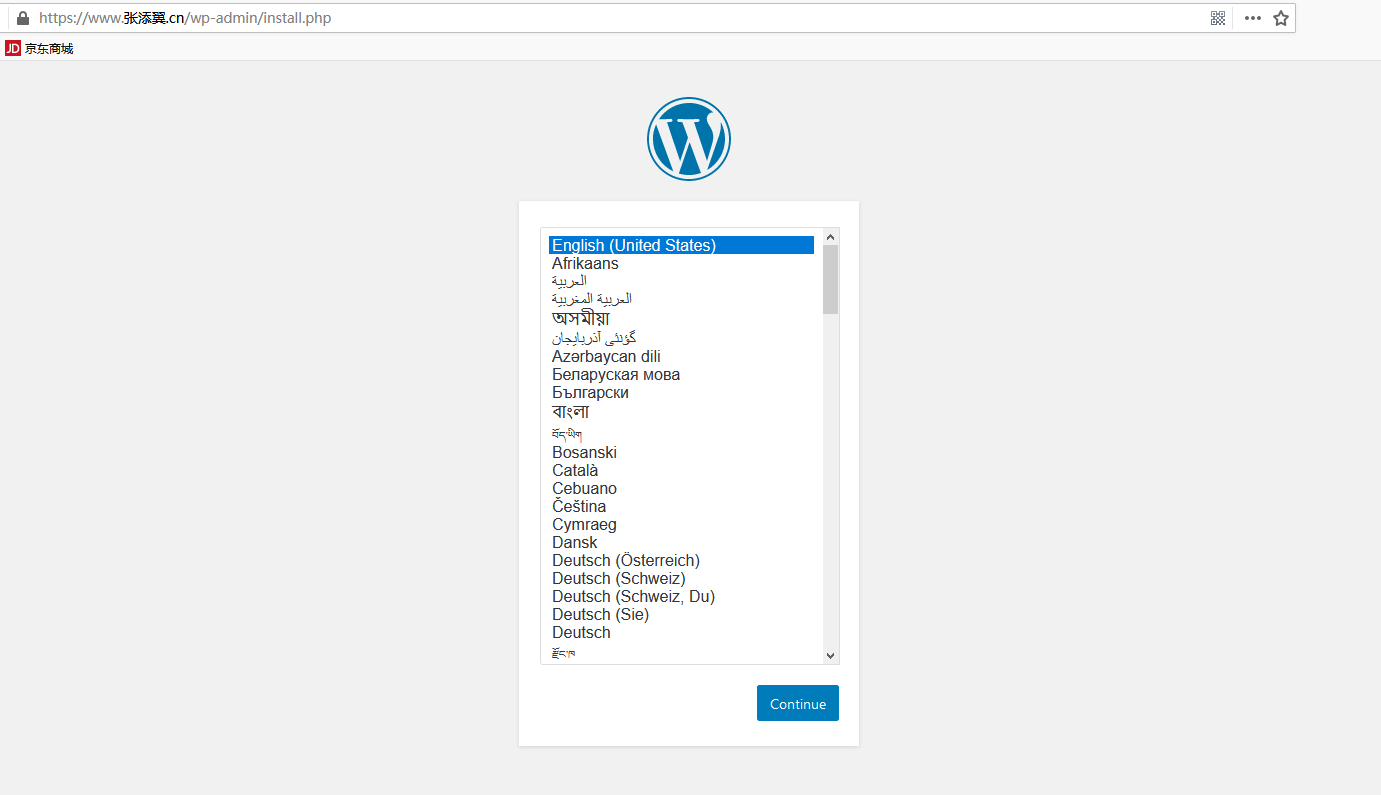 https://www.张添翼.cn/wp-admin/install.php
JD 京东商城
W
English (United States)
Afrikaans
العربية
العربية المغربية
অসমীয়া
گؤنئی آذربایجان
Azərbaycan dili
Беларуская мова
Български
বাংলা
བོད་ཡིག
Bosanski
Català
Cebuano
Čeština
Cymraeg
Dansk
Deutsch (Österreich)
Deutsch (Schweiz)
Deutsch (Schweiz, Du)
Deutsch (Sie)
Deutsch
རྫོང་ཁ
Continue